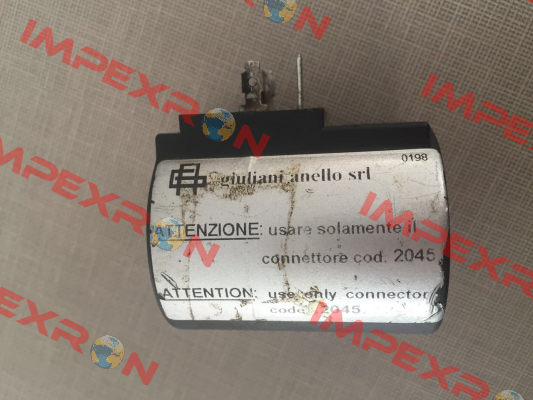 0198
giuliani anello srl
ATTENZIONE: usare solamente il
connettore cod. 2045
ATTENTION: use only connector
code .2045
IMPEXRON
IMPEXRON
IMPEXRON
IMPEXRON
IMPEXRON
IMPEXRON